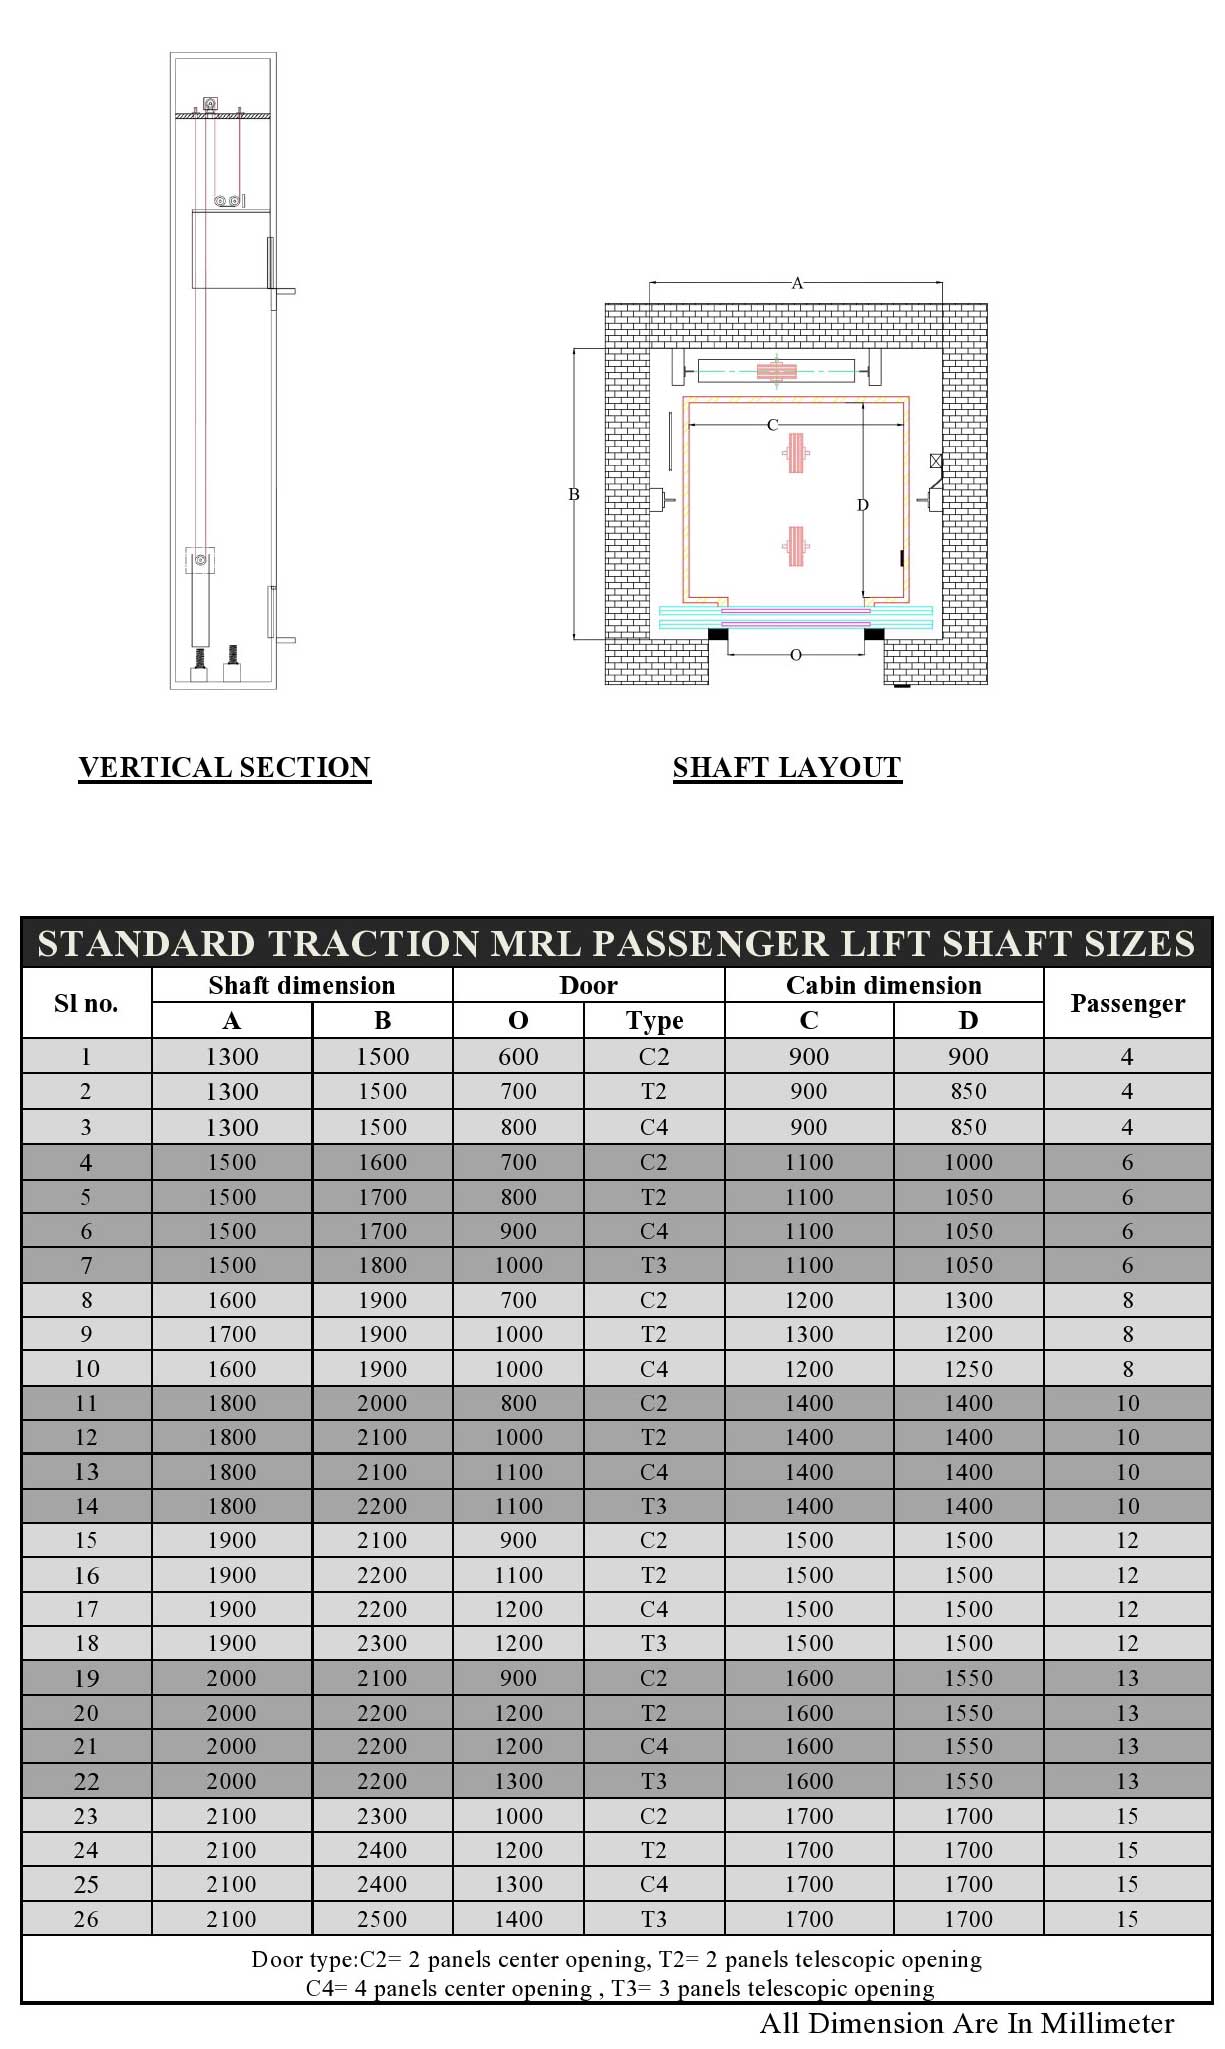 A
C
B
D
O
VERTICAL SECTION
SHAFT LAYOUT
STANDARD TRACTION MRL PASSENGER LIFT SHAFT SIZES
Sl no. Shaft dimension Door Cabin dimension Passenger
A B O Type C D
1 1300 1500 600 C2 900 900 4
2 1300 1500 700 T2 900 850 4
3 1300 1500 800 C4 900 850 4
4 1500 1600 700 C2 1100 1000 6
5 1500 1700 800 T2 1100 1050 6
6 1500 1700 900 C4 1100 1050 6
7 1500 1800 1000 T3 1100 1050 6
8 1600 1900 700 C2 1200 1300 8
9 1700 1900 1000 T2 1300 1200 8
10 1600 1900 1000 C4 1200 1250 8
11 1800 2000 800 C2 1400 1400 10
12 1800 2100 1000 T2 1400 1400 10
13 1800 2100 1100 C4 1400 1400 10
14 1800 2200 1100 T3 1400 1400 10
15 1900 2100 900 C2 1500 1500 12
16 1900 2200 1100 T2 1500 1500 12
17 1900 2200 1200 C4 1500 1500 12
18 1900 2300 1200 T3 1500 1500 12
19 2000 2100 900 C2 1600 1550 13
20 2000 2200 1200 T2 1600 1550 13
21 2000 2200 1200 C4 1600 1550 13
22 2000 2200 1300 T3 1600 1550 13
23 2100 2300 1000 C2 1700 1700 15
24 2100 2400 1200 T2 1700 1700 15
25 2100 2400 1300 C4 1700 1700 15
26 2100 2500 1400 T3 1700 1700 15
Door type:C2= 2 panels center opening, T2= 2 panels telescopic opening
C4= 4 panels center opening , T3= 3 panels telescopic opening
All Dimension Are In Millimeter